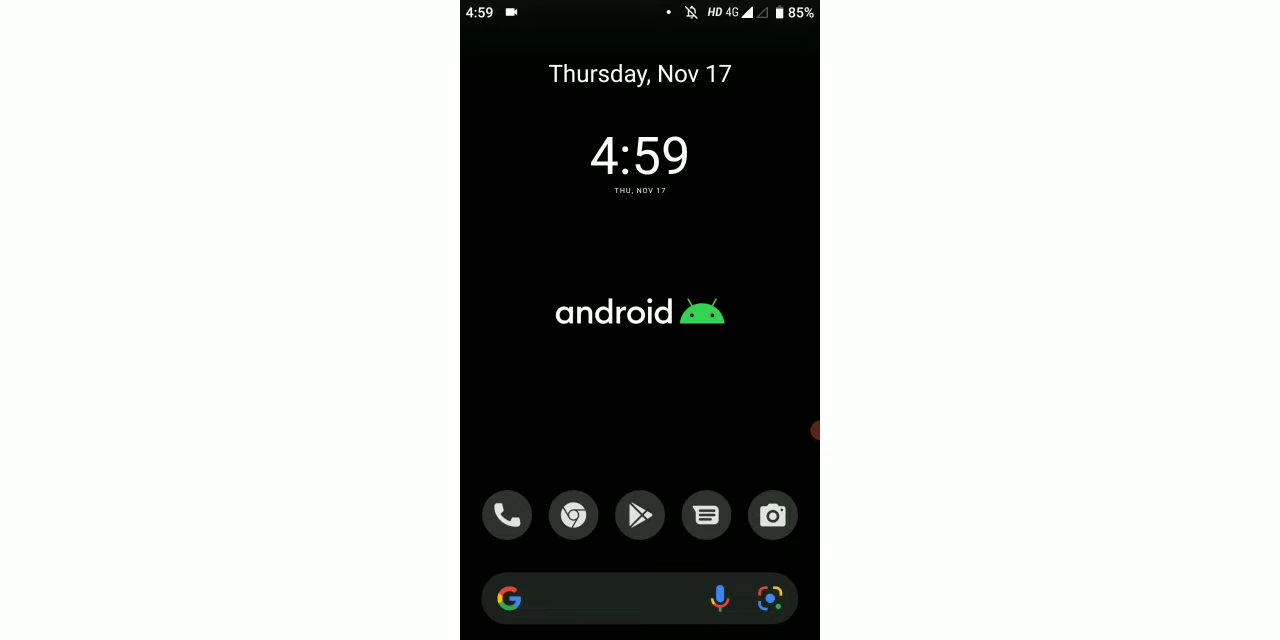 4:59 HD 4G 85%
Thursday, Nov 17
4:59
THU, NOV 17
android